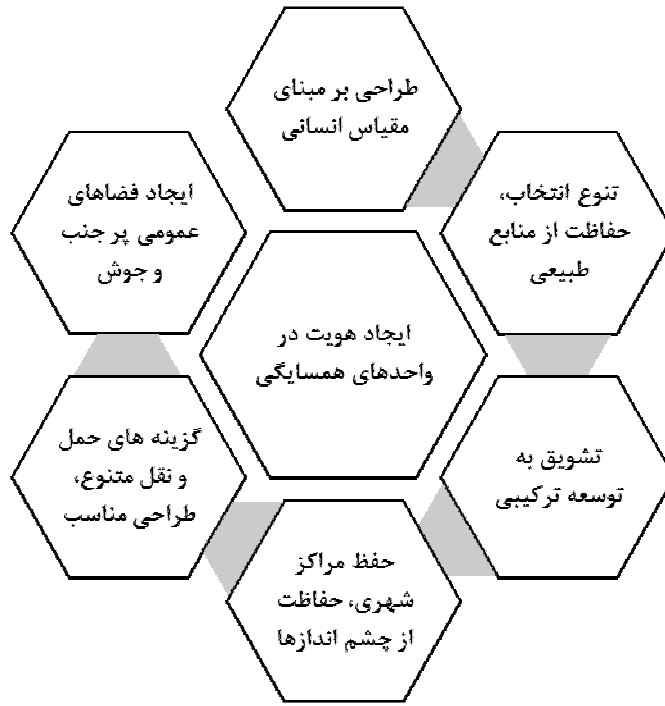 طراحی بر مبنای
مقیاس انسانی
تنوع انتخاب،
حفاظت از منابع
طبیعی
تشویق به
توسعه ترکیبی
حفظ مراکز
شهری، حفاظت
از چشم اندازها
گزینه های حمل
و نقل متنوع،
طراحی مناسب
ایجاد فضاهای
عمومی پر جنب
و جوش
ایجاد هویت در
واحدهای همسایگی